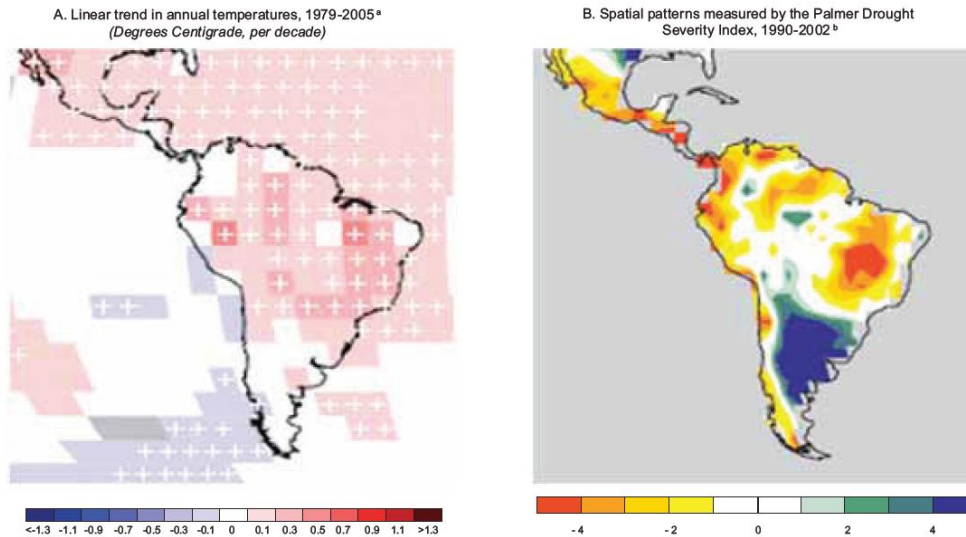 A. Linear trend in annual temperatures, 1979-2005ª
(Degrees Centigrade, per decade)
<-1.3 -1.1 -0.9 -0.7 -0.5 -0.3 -0.1 0 0.1 0.3 0.5 0.7 0.9 1.1 >1.3
B. Spatial patterns measured by the Palmer Drought
Severity Index, 1990-2002 ᵇ
- 4 - 2 0 2 4